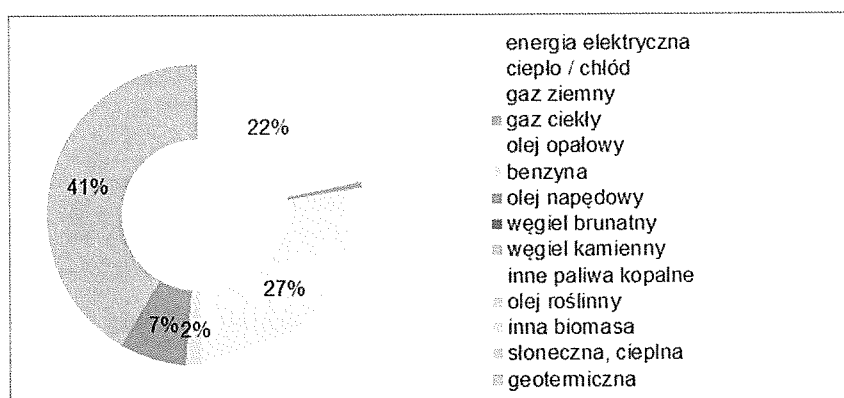 energia elektryczna
ciepło / chłód
gaz ziemny
gaz ciekły
olej opałowy
benzyna
olej napędowy
węgiel brunatny
węgiel kamienny
inne paliwa kopalne
olej roślinny
inna biomasa
słoneczna, cieplna
geotermiczna
22%
41%
27%
7%
2%